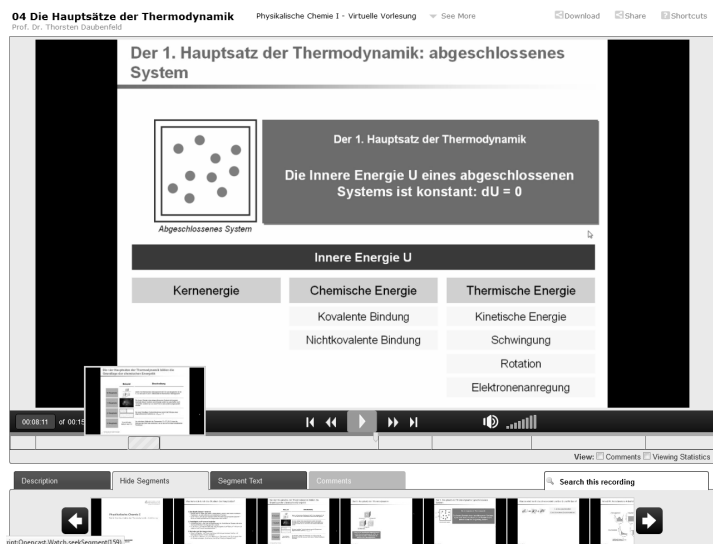 04 Die Hauptsätze der Thermodynamik
Physikalische Chemie I - Virtuelle Vorlesung
See More
Download
Share
Shortcuts
Prof. Dr. Thorsten Daubenfeld
Der 1. Hauptsatz der Thermodynamik: abgeschlossenes
System
Der 1. Hauptsatz der Thermodynamik
Die Innere Energie U eines abgeschlossenen
Systems ist konstant: dU = 0
Abgeschlossenes System
Innere Energie U
Kernenergie
Chemische Energie
Thermische Energie
Kovalente Bindung
Kinetische Energie
Nichtkovalente Bindung
Schwingung
Rotation
Elektronenanregung
00:08:11 of 00:15
View: Comments Viewing Statistics
Description
Hide Segments
Segment Text
Comments
Search this recording
ript:Opencast.Watch.seekSegment(159)